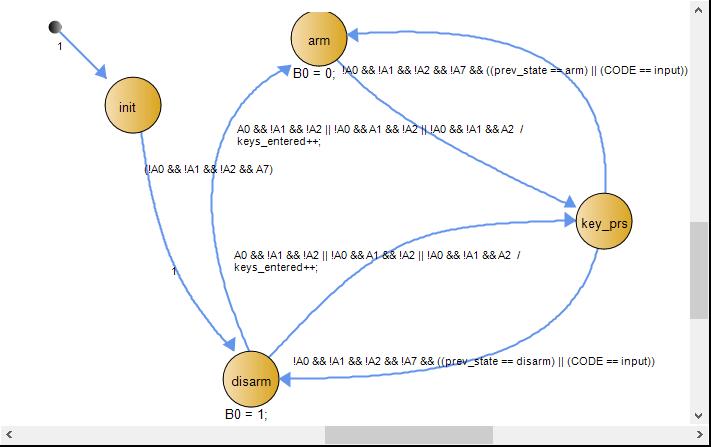 arm
1
B0 = 0;
!A0 && !A1 && !A2 && !A7 && ((prev_state == arm) || (CODE == input))
init
A0 && !A1 && !A2 || !A0 && A1 && !A2 || !A0 && !A1 && A2 /
keys_entered++;
(!A0 && !A1 && !A2 && A7)
key_prs
A0 && !A1 && !A2 || !A0 && A1 && !A2 || !A0 && !A1 && A2 /
keys_entered++;
1
!A0 && !A1 && !A2 && !A7 && ((prev_state == disarm) || (CODE == input))
disarm
B0 = 1;